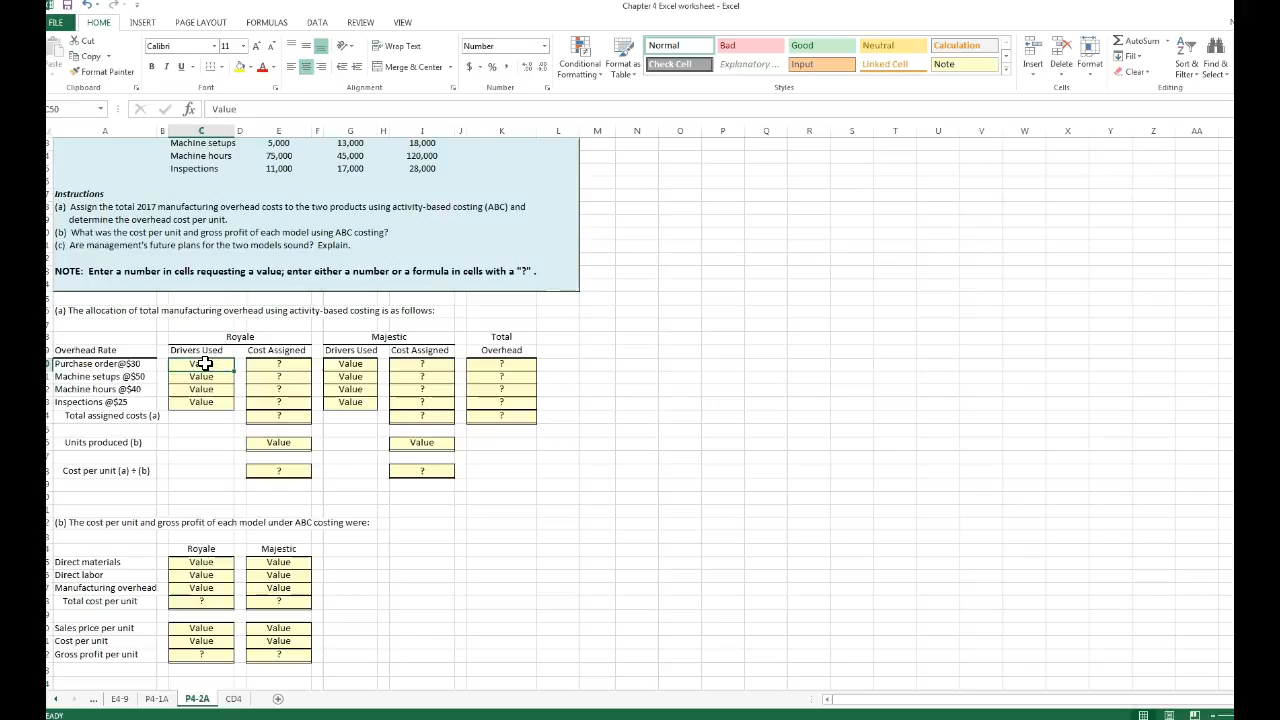 Chapter 4 Excel worksheet - Excel
FILE HOME INSERT PAGE LAYOUT FORMULAS DATA REVIEW VIEW
Cut
Copy
Format Painter
Clipboard
Calibri 11
B I U
Font
Wrap Text
Merge & Center
Alignment
Number
$ % ,
Number
Conditional Formatting
Format as Table
Normal Bad Good Neutral Calculation
Check Cell Explanatory ... Input Linked Cell Note
Styles
Insert Delete Format
Cells
AutoSum
Fill
Clear
Sort & Filter
Find & Select
Editing
C50 fx Value
A B C D E F G H I J K L M N O P Q R S T U V W X Y Z AA
Machine setups 5,000 13,000 18,000
Machine hours 75,000 45,000 120,000
Inspections 11,000 17,000 28,000
Instructions
(a) Assign the total 2017 manufacturing overhead costs to the two products using activity-based costing (ABC) and
determine the overhead cost per unit.
(b) What was the cost per unit and gross profit of each model using ABC costing?
(c) Are management's future plans for the two models sound? Explain.
NOTE: Enter a number in cells requesting a value; enter either a number or a formula in cells with a "?" .
(a) The allocation of total manufacturing overhead using activity-based costing is as follows:
Royale Majestic Total
Overhead Rate Drivers Used Cost Assigned Drivers Used Cost Assigned Overhead
Purchase order@$30 Value ? Value ? ?
Machine setups @$50 Value ? Value ? ?
Machine hours @$40 Value ? Value ? ?
Inspections @$25 Value ? Value ? ?
Total assigned costs (a) ? ? ?
Units produced (b) Value Value
Cost per unit (a) ÷ (b) ? ?
(b) The cost per unit and gross profit of each model under ABC costing were:
Royale Majestic
Direct materials Value Value
Direct labor Value Value
Manufacturing overhead Value Value
Total cost per unit ? ?
Sales price per unit Value Value
Cost per unit Value Value
Gross profit per unit ? ?
... E4-9 P4-1A P4-2A CD4